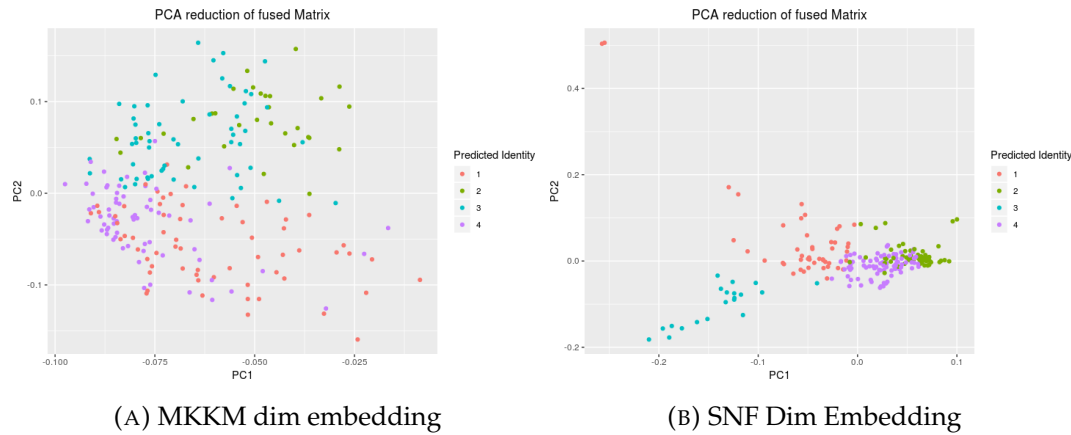 PCA reduction of fused Matrix
0.1
0.0
-0.1
PC2
-0.100
-0.075
-0.050
-0.025
PC1
Predicted Identity
1
2
3
4
(A) MKKM dim embedding
PCA reduction of fused Matrix
0.4
0.2
0.0
-0.2
PC2
-0.2
-0.1
0.0
0.1
PC1
Predicted Identity
1
2
3
4
(B) SNF Dim Embedding